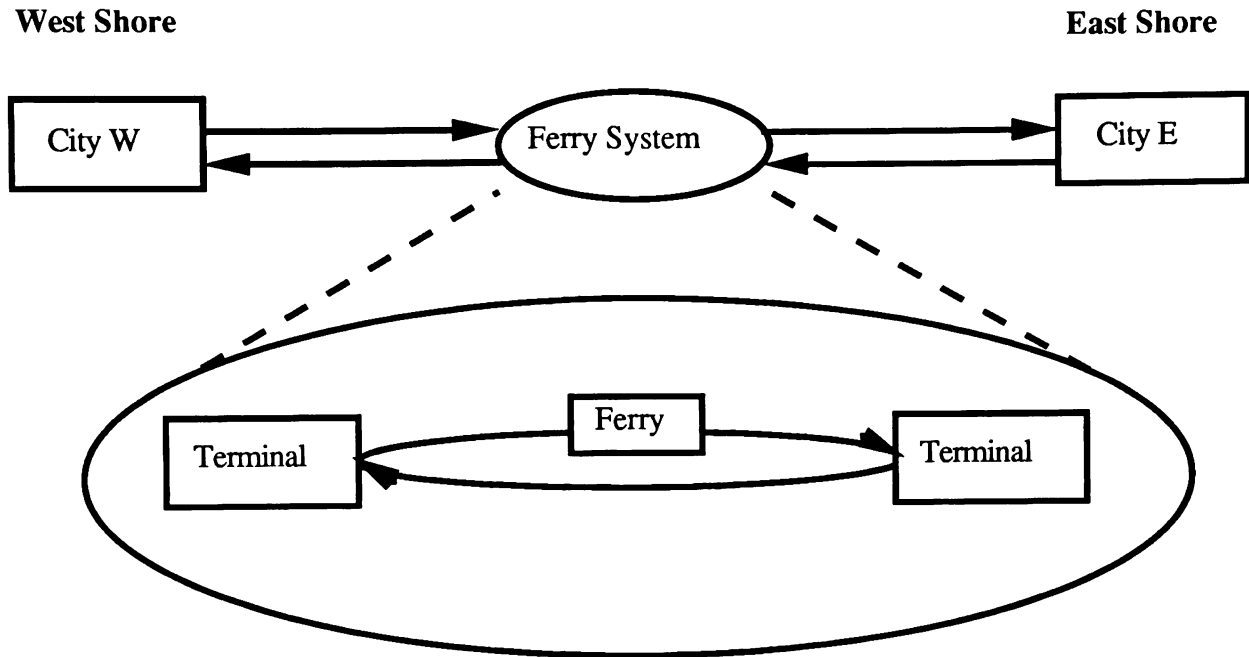 West Shore
East Shore
City W
Ferry System
City E
Ferry
Terminal
Terminal